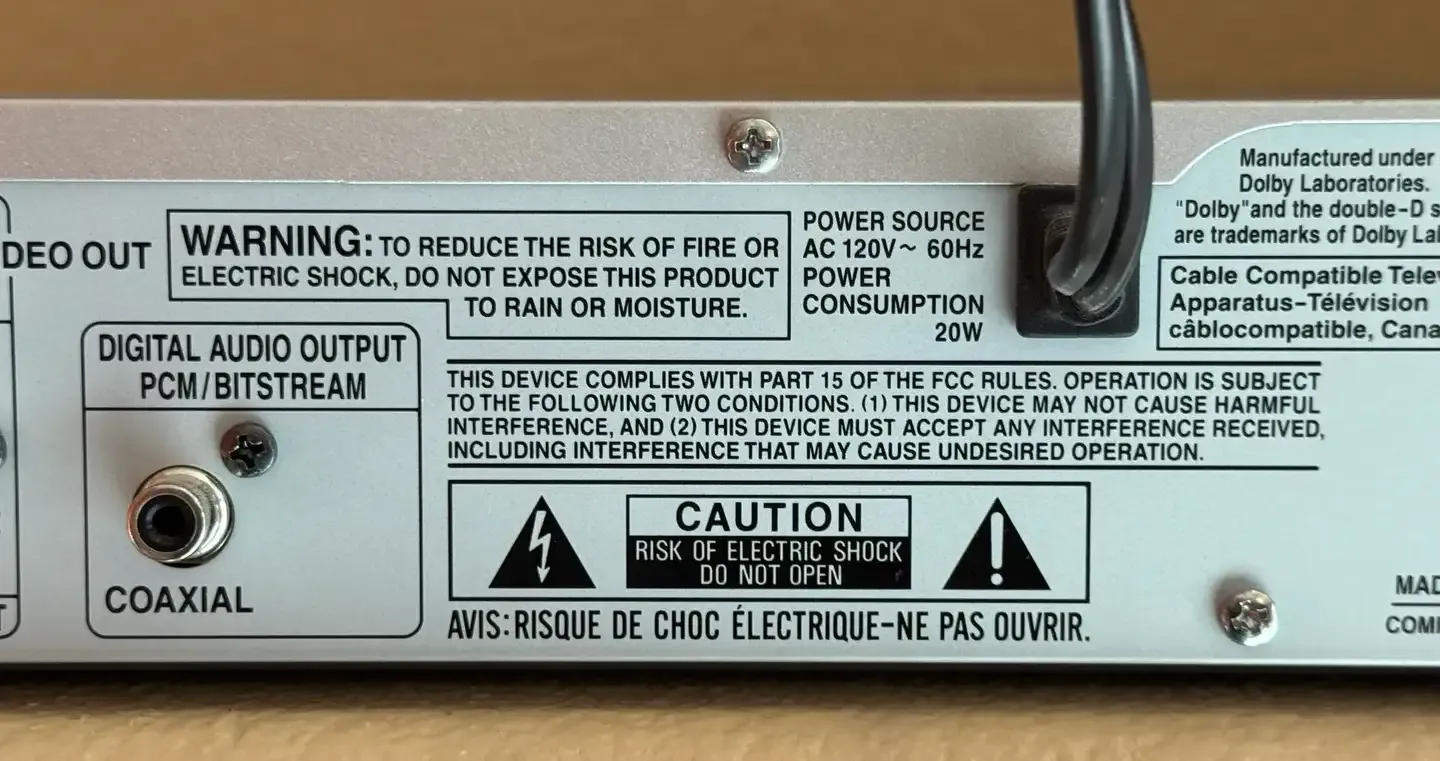 OUT
WARNING: TO REDUCE THE RISK OF FIRE OR
ELECTRIC SHOCK, DO NOT EXPOSE THIS PRODUCT
TO RAIN OR MOISTURE.
POWER SOURCE
AC 120V~ 60Hz
POWER
CONSUMPTION
20W
Manufactured under
Dolby Laboratories.
"Dolby"and the double-D
are trademarks of Dolby
Cable Compatible
Apparatus-Télévision
câblocompatible,
DIGITAL AUDIO OUTPUT
PCM/BITSTREAM
COAXIAL
THIS DEVICE COMPLIES WITH PART 15 OF THE FCC RULES. OPERATION IS SUBJECT
TO THE FOLLOWING TWO CONDITIONS. (1) THIS DEVICE MAY NOT CAUSE HARMFUL
INTERFERENCE, AND (2) THIS DEVICE MUST ACCEPT ANY INTERFERENCE RECEIVED,
INCLUDING INTERFERENCE THAT MAY CAUSE UNDESIRED OPERATION.
CAUTION
RISK OF ELECTRIC SHOCK
DO NOT OPEN
AVIS: RISQUE DE CHOC ÉLECTRIQUE-NE PAS OUVRIR.